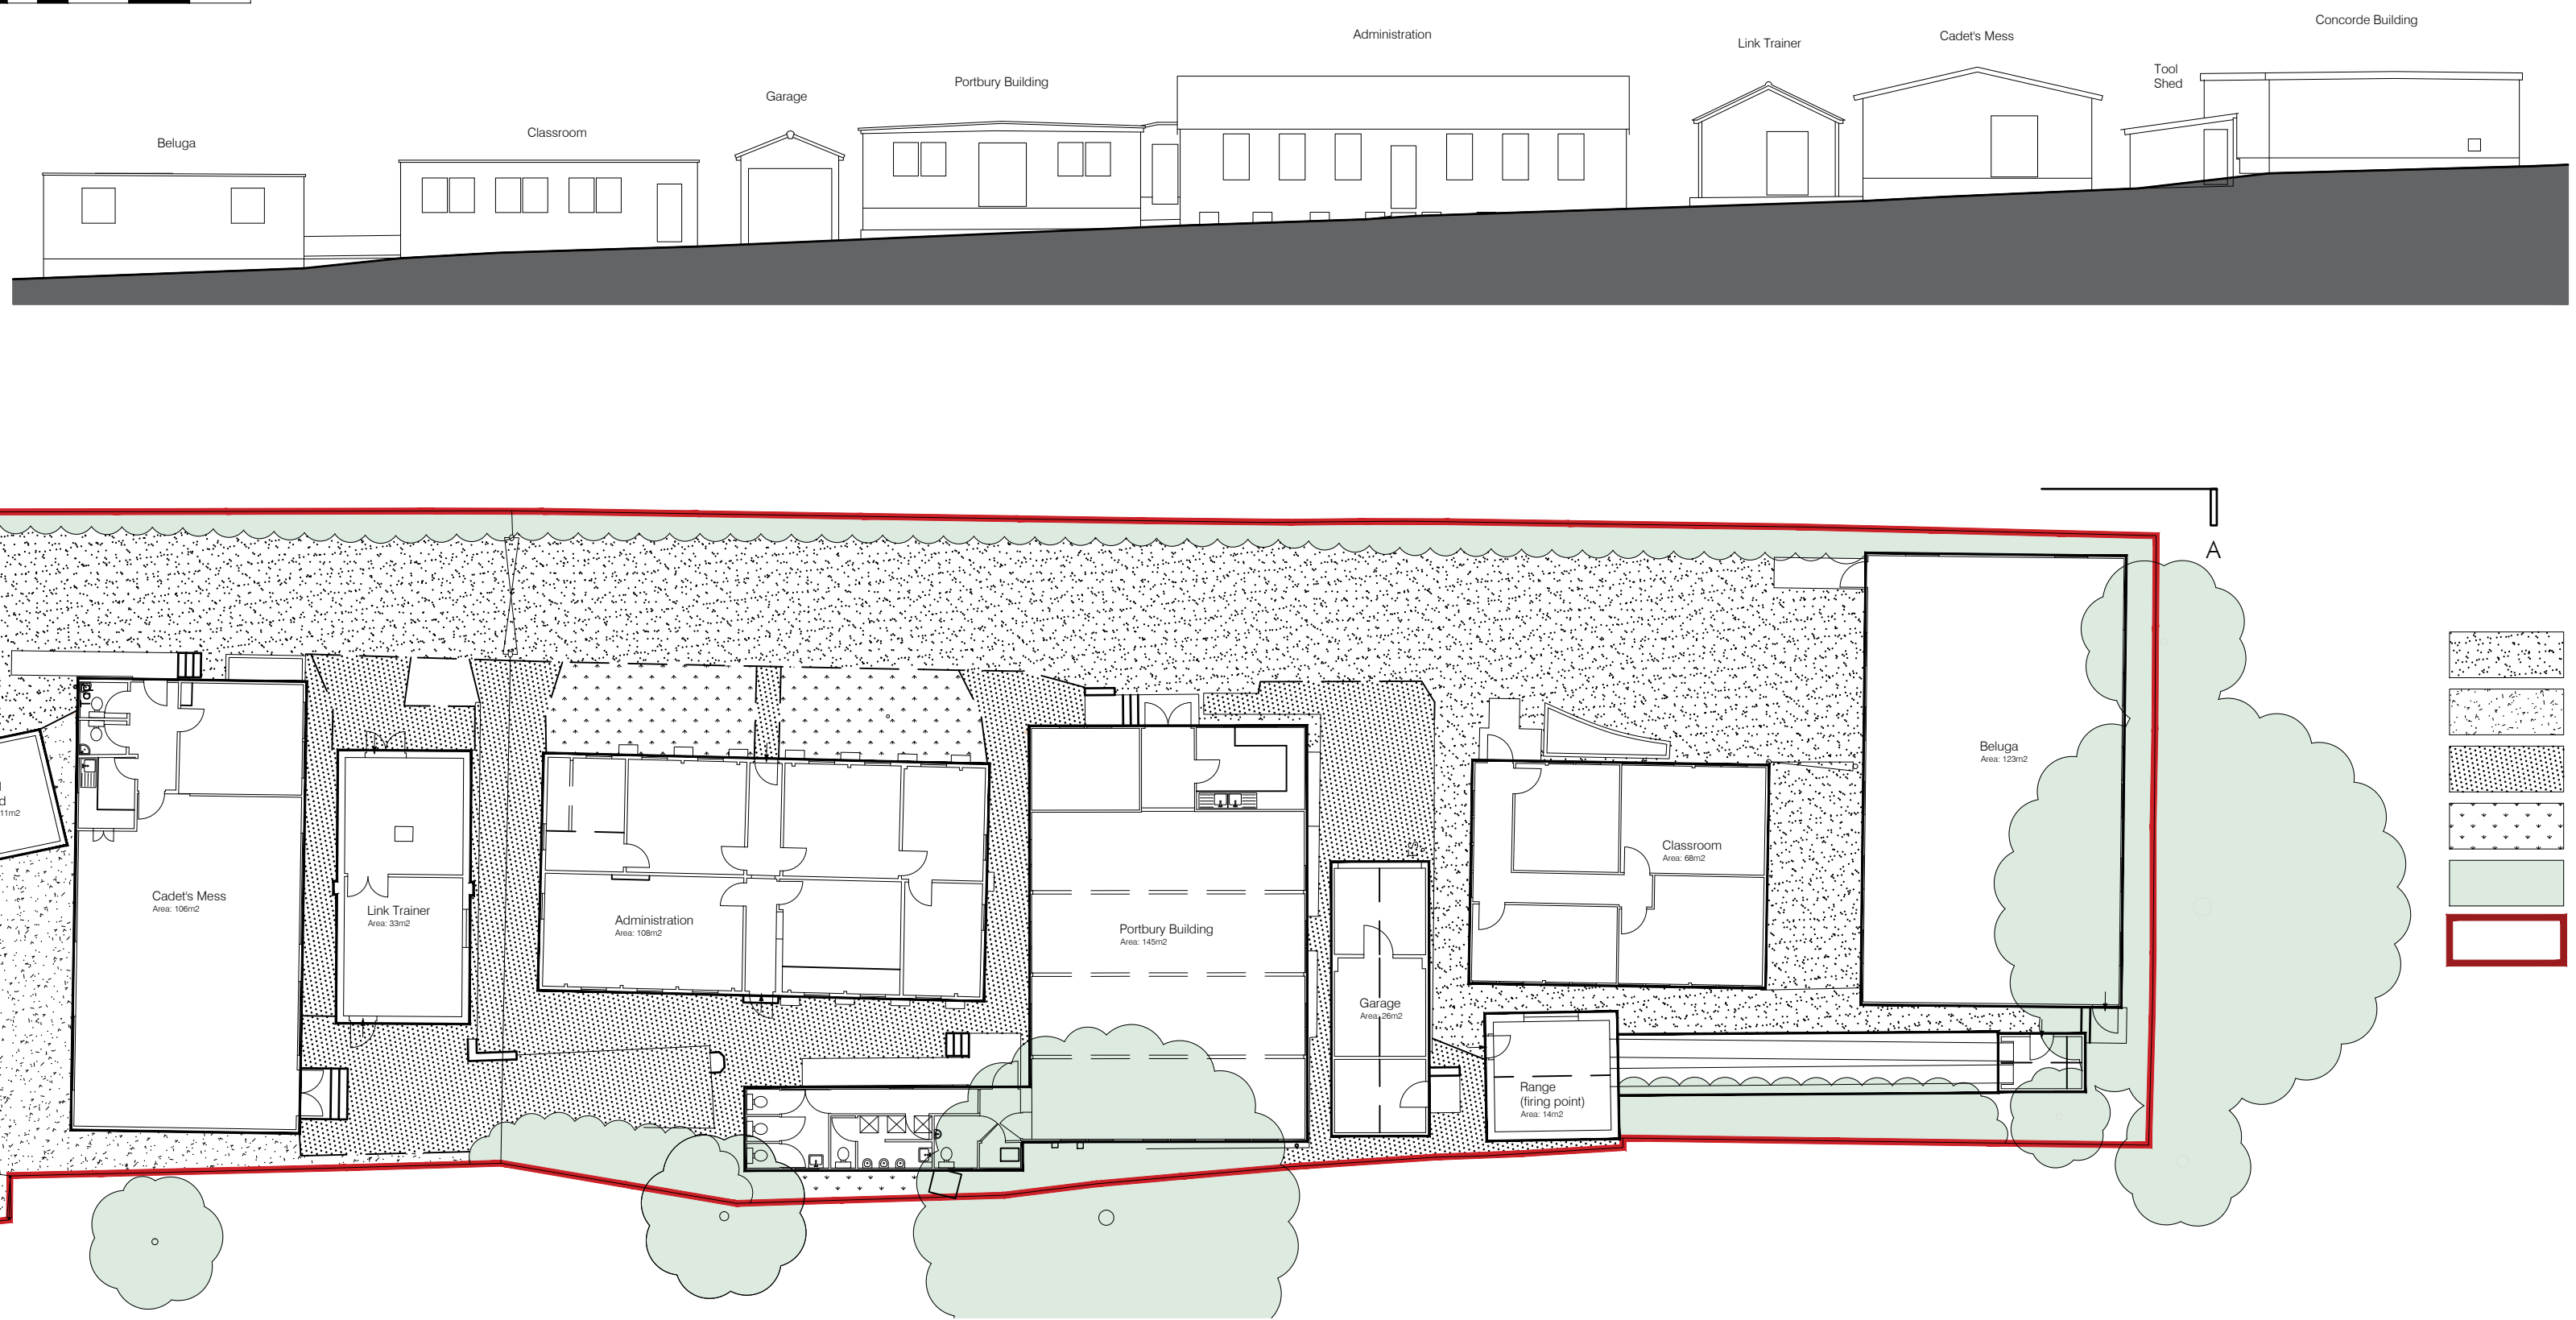 Concorde Building
Administration
Cadet's Mess
Link Trainer
Tool
Shed
Portbury Building
Garage
Classroom
Beluga
A
Beluga
Area: 123m2
d
11m2
Classroom
Area: 68m2
Cadet's Mess
Area: 106m2
Link Trainer
Area: 33m2
Administration
Area: 108m2
Portbury Building
Area: 145m2
Garage
Area: 26m2
Range
(firing point)
Area: 14m2